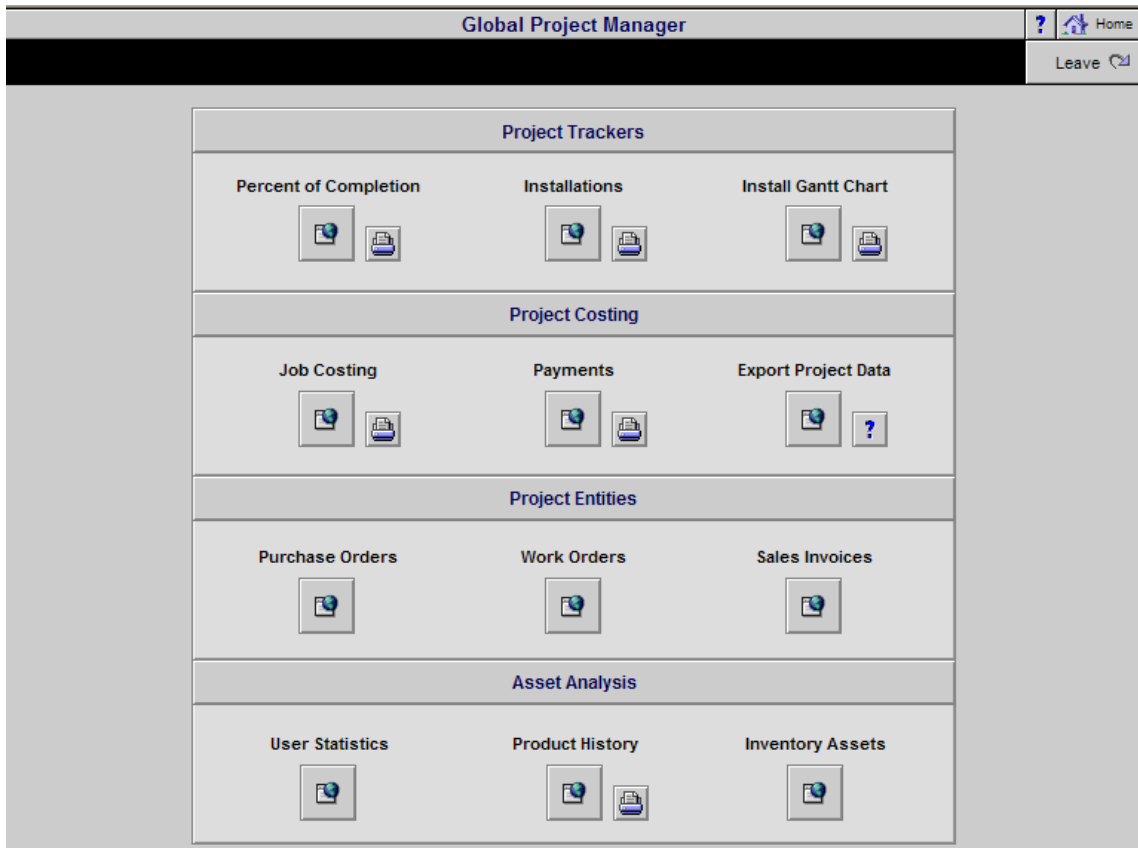 Global Project Manager ? Home
Leave
Project Trackers
Percent of Completion Installations Install Gantt Chart
Project Costing
Job Costing Payments Export Project Data
?
Project Entities
Purchase Orders Work Orders Sales Invoices
Asset Analysis
User Statistics Product History Inventory Assets